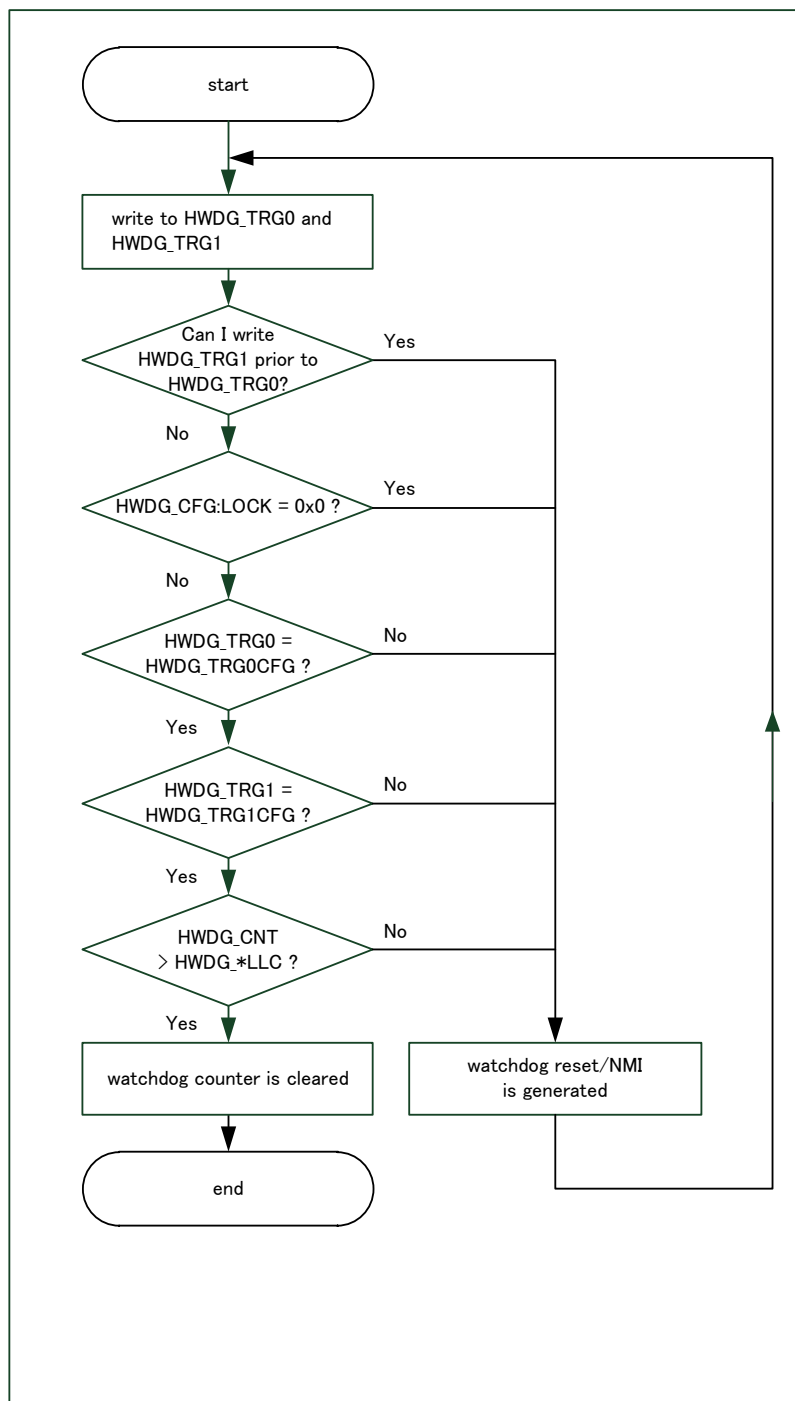 start
write to HWDG_TRG0 and
HWDG_TRG1
Can I write
HWDG_TRG1 prior to
HWDG_TRG0?
Yes
No
HWDG_CFG:LOCK = 0x0 ?
Yes
No
HWDG_TRG0 =
HWDG_TRG0CFG ?
No
Yes
HWDG_TRG1 =
HWDG_TRG1CFG ?
No
Yes
HWDG_CNT
> HWDG_*LLC ?
No
Yes
watchdog counter is cleared
watchdog reset/NMI
is generated
end